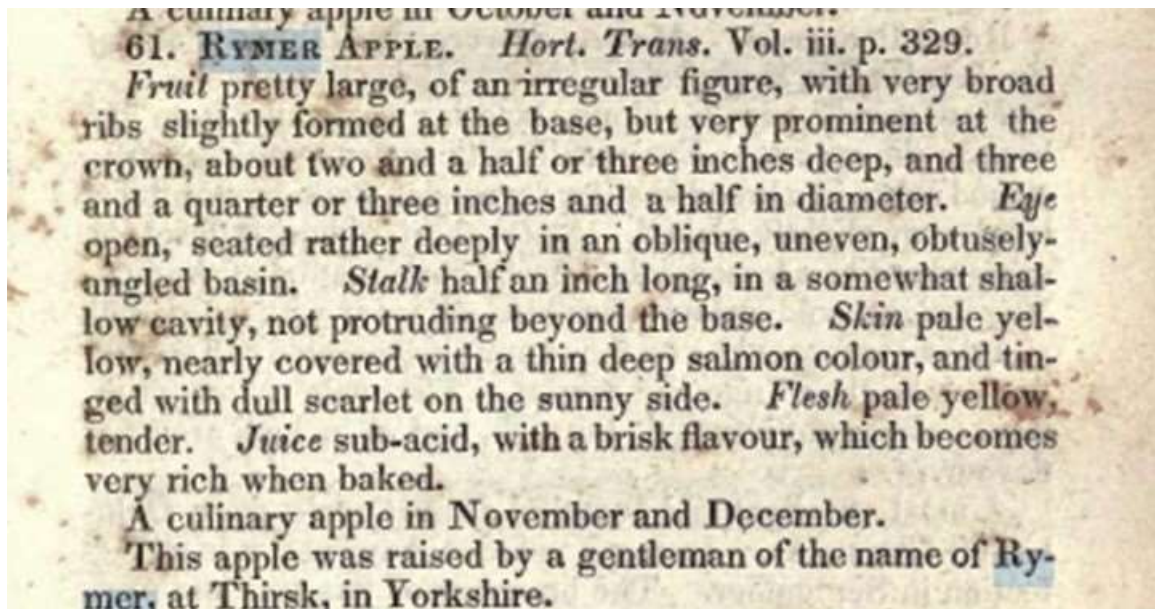 A culinary apple in October and November.
61. RYMER APPLE. Hort. Trans. Vol. iii. p. 329.
Fruit pretty large, of an irregular figure, with very broad
ribs slightly formed at the base, but very prominent at the
crown, about two and a half or three inches deep, and three
and a quarter or three inches and a half in diameter. Eye
open, seated rather deeply in an oblique, uneven, obtusely-
angled basin. Stalk half an inch long, in a somewhat shal-
low cavity, not protruding beyond the base. Skin pale yel-
low, nearly covered with a thin deep salmon colour, and tin-
ged with dull scarlet on the sunny side. Flesh pale yellow,
tender. Juice sub-acid, with a brisk flavour, which becomes
very rich when baked.
A culinary apple in November and December.
This apple was raised by a gentleman of the name of Ry-
mer, at Thirsk, in Yorkshire.